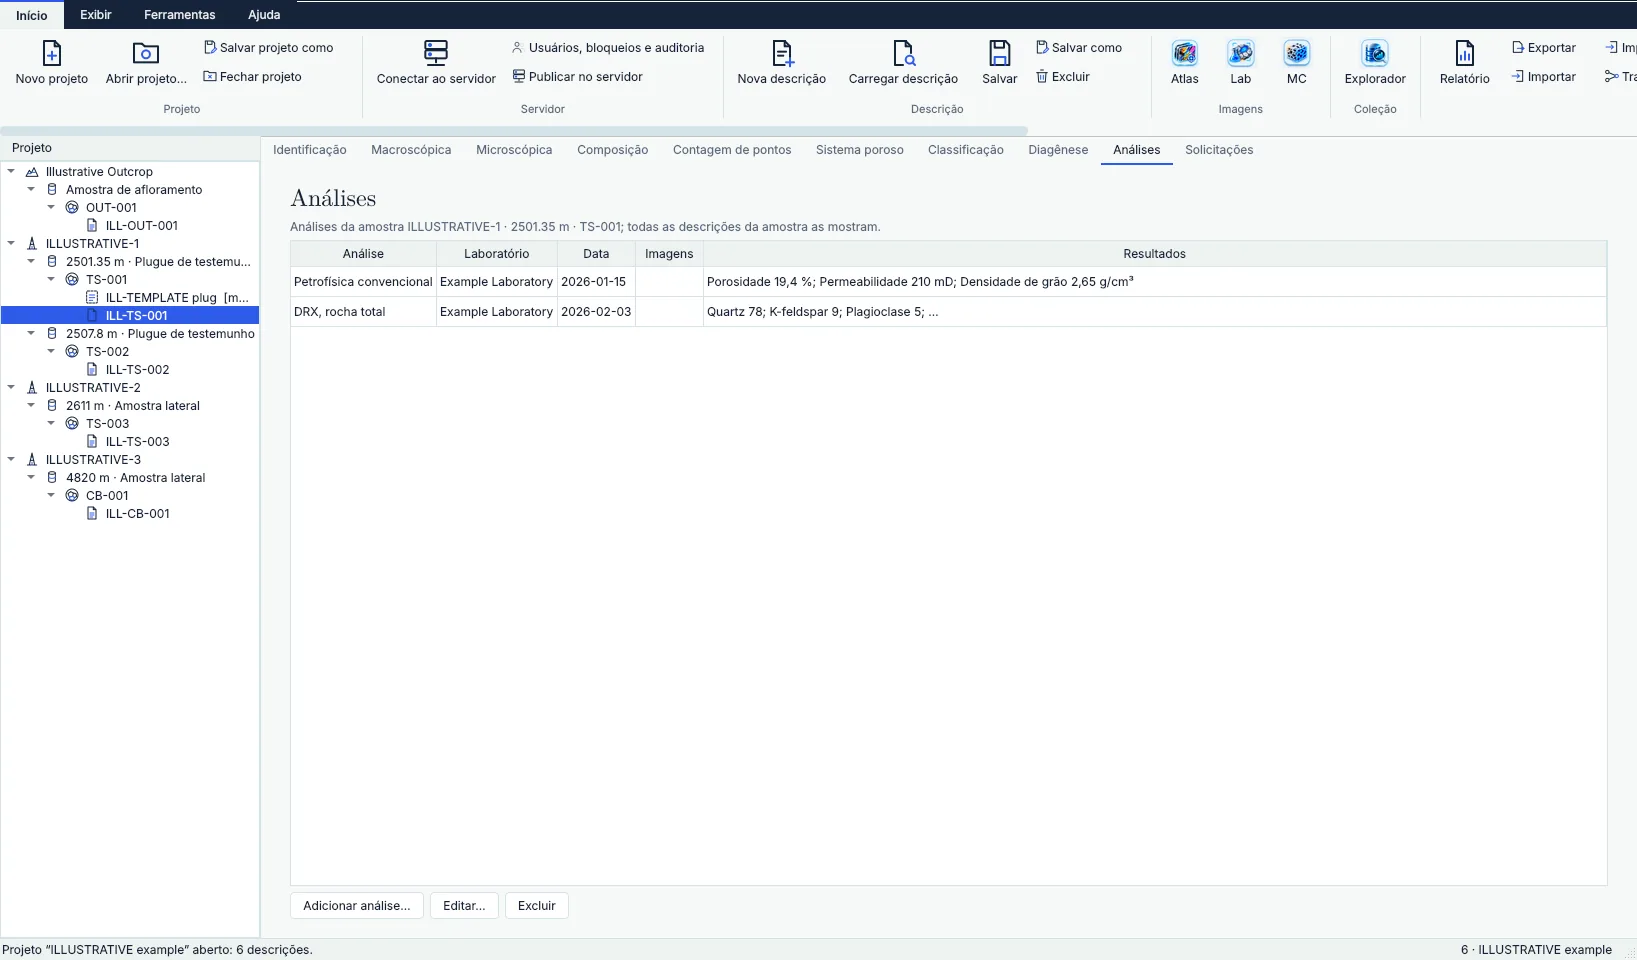 Início Exibir Ferramentas Ajuda
Novo projeto Abrir projeto... Salvar projeto como Fechar projeto
Projeto
Conectar ao servidor Usuários, bloqueios e auditoria Publicar no servidor
Servidor
Nova descrição Carregar descrição Salvar Salvar como Excluir
Descrição
Atlas Lab MC
Imagens
Explorador
Coleção
Relatório Exportar Importar
Projeto
Illustrative Outcrop
Amostra de afloramento
OUT-001
ILL-OUT-001
ILLUSTRATIVE-1
2501.35 m · Plugue de testemu...
TS-001
ILL-TEMPLATE plug [m...
ILL-TS-001
2507.8 m · Plugue de testemunho
TS-002
ILL-TS-002
ILLUSTRATIVE-2
2611 m · Amostra lateral
TS-003
ILL-TS-003
ILLUSTRATIVE-3
4820 m · Amostra lateral
CB-001
ILL-CB-001
Identificação Macroscópica Microscópica Composição Contagem de pontos Sistema poroso Classificação Diagênese Análises Solicitações
Análises
Análises da amostra ILLUSTRATIVE-1 · 2501.35 m · TS-001; todas as descrições da amostra as mostram.
Análise Laboratório Data Imagens Resultados
Petrofísica convencional Example Laboratory 2026-01-15 Porosidade 19,4 %; Permeabilidade 210 mD; Densidade de grão 2,65 g/cm³
DRX, rocha total Example Laboratory 2026-02-03 Quartz 78; K-feldspar 9; Plagioclase 5; ...
Adicionar análise... Editar... Excluir
Projeto “ILLUSTRATIVE example” aberto: 6 descrições.
6 · ILLUSTRATIVE example